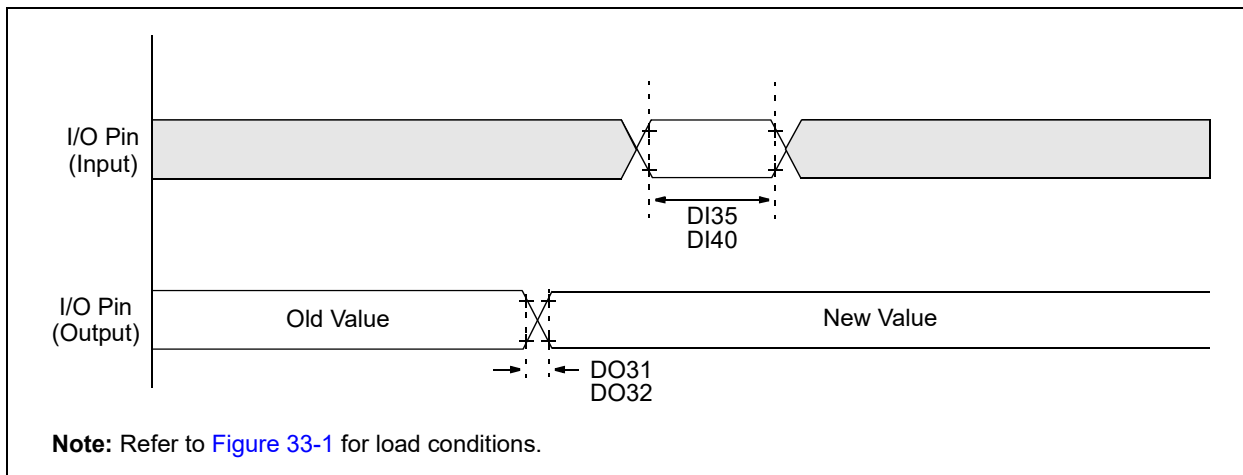 I/O Pin
(Input)
DI35
DI40
I/O Pin
(Output)
Old Value
New Value
DO31
DO32
Note: Refer to Figure 33-1 for load conditions.